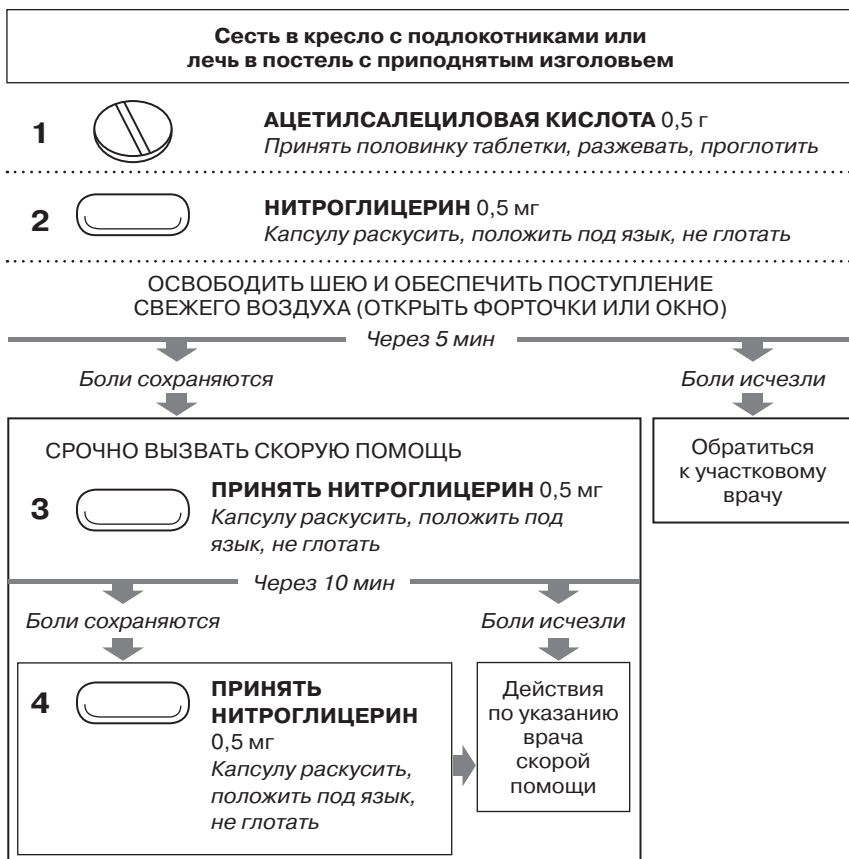 Сесть в кресло с подлокотниками или
лечь в постель с приподнятым изголовьем
1
АЦЕТИЛСАЛЕЦИЛОВАЯ КИСЛОТА 0,5 г
Принять половинку таблетки, разжевать, проглотить
2
НИТРОГЛИЦЕРИН 0,5 мг
Капсулу раскусить, положить под язык, не глотать
ОСВОБОДИТЬ ШЕЮ И ОБЕСПЕЧИТЬ ПОСТУПЛЕНИЕ
СВЕЖЕГО ВОЗДУХА (ОТКРЫТЬ ФОРТОЧКИ ИЛИ ОКНО)
Через 5 мин
Боли сохраняются
Боли исчезли
СРОЧНО ВЫЗВАТЬ СКОРУЮ ПОМОЩЬ
3
ПРИНЯТЬ НИТРОГЛИЦЕРИН 0,5 мг
Капсулу раскусить, положить под
язык, не глотать
Обратиться
к участковому
врачу
Через 10 мин
Боли сохраняются
Боли исчезли
4
ПРИНЯТЬ
НИТРОГЛИЦЕРИН
0,5 мг
Капсулу раскусить,
положить под язык,
не глотать
Действия
по указанию
врача
скорой
помощи